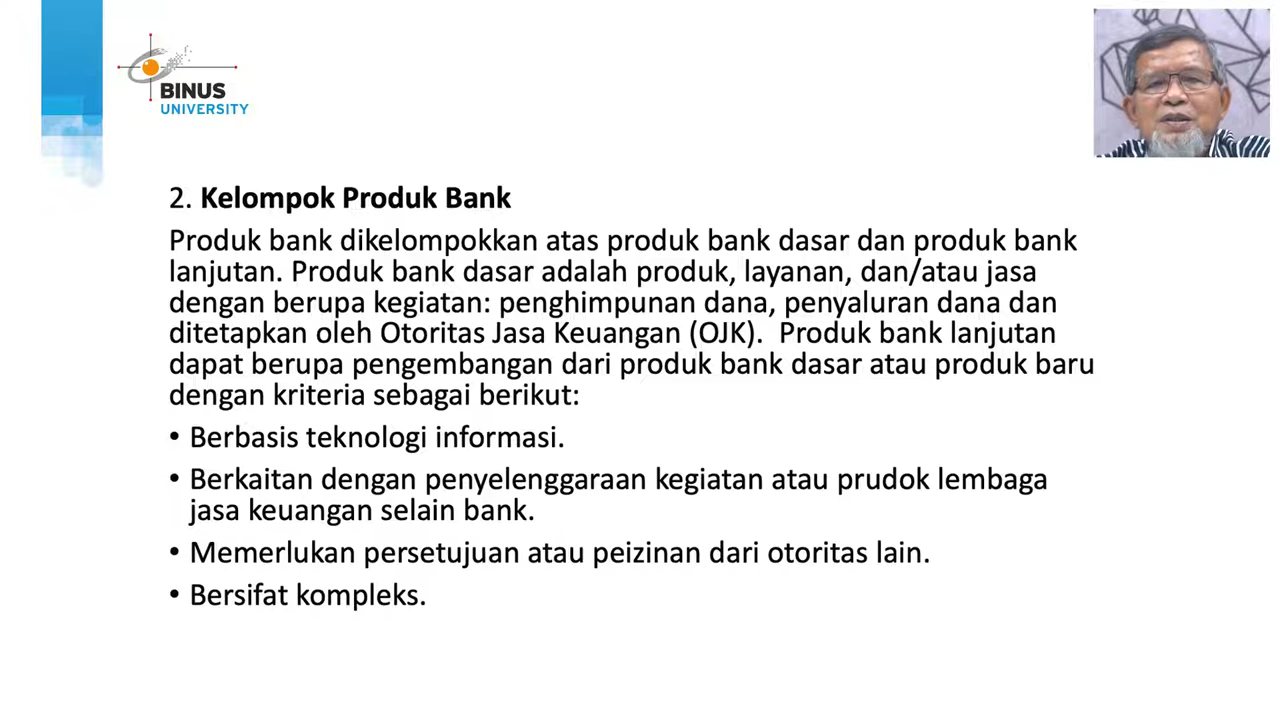 BINUS
UNIVERSITY
2. Kelompok Produk Bank
Produk bank dikelompokkan atas produk bank dasar dan produk bank
lanjutan. Produk bank dasar adalah produk, layanan, dan/atau jasa
dengan berupa kegiatan: penghimpunan dana, penyaluran dana dan
ditetapkan oleh Otoritas Jasa Keuangan (OJK). Produk bank lanjutan
dapat berupa pengembangan dari produk bank dasar atau produk baru
dengan kriteria sebagai berikut:
• Berbasis teknologi informasi.
• Berkaitan dengan penyelenggaraan kegiatan atau prudok lembaga
jasa keuangan selain bank.
• Memerlukan persetujuan atau peizinan dari otoritas lain.
• Bersifat kompleks.